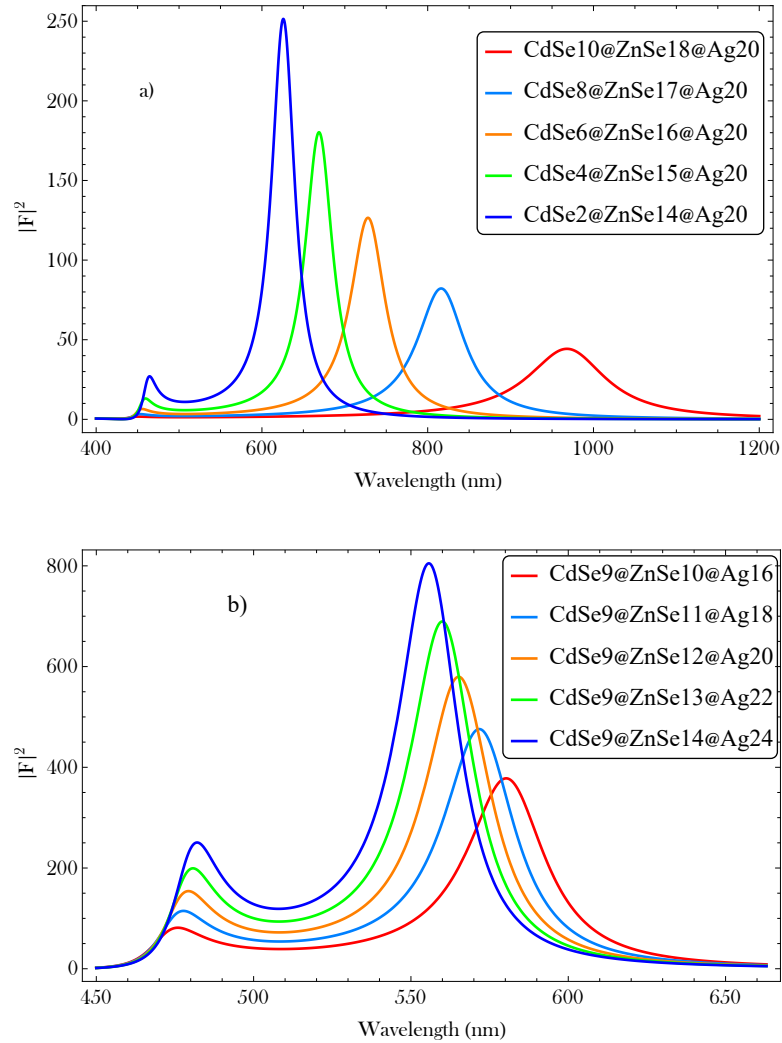 a)
CdSe10@ZnSe18@Ag20
CdSe8@ZnSe17@Ag20
CdSe6@ZnSe16@Ag20
CdSe4@ZnSe15@Ag20
CdSe2@ZnSe14@Ag20
250
200
150
100
50
0
|F|²
400 600 800 1000 1200
Wavelength (nm)
b)
CdSe9@ZnSe10@Ag16
CdSe9@ZnSe11@Ag18
CdSe9@ZnSe12@Ag20
CdSe9@ZnSe13@Ag22
CdSe9@ZnSe14@Ag24
800
600
400
200
0
|F|²
450 500 550 600 650
Wavelength (nm)